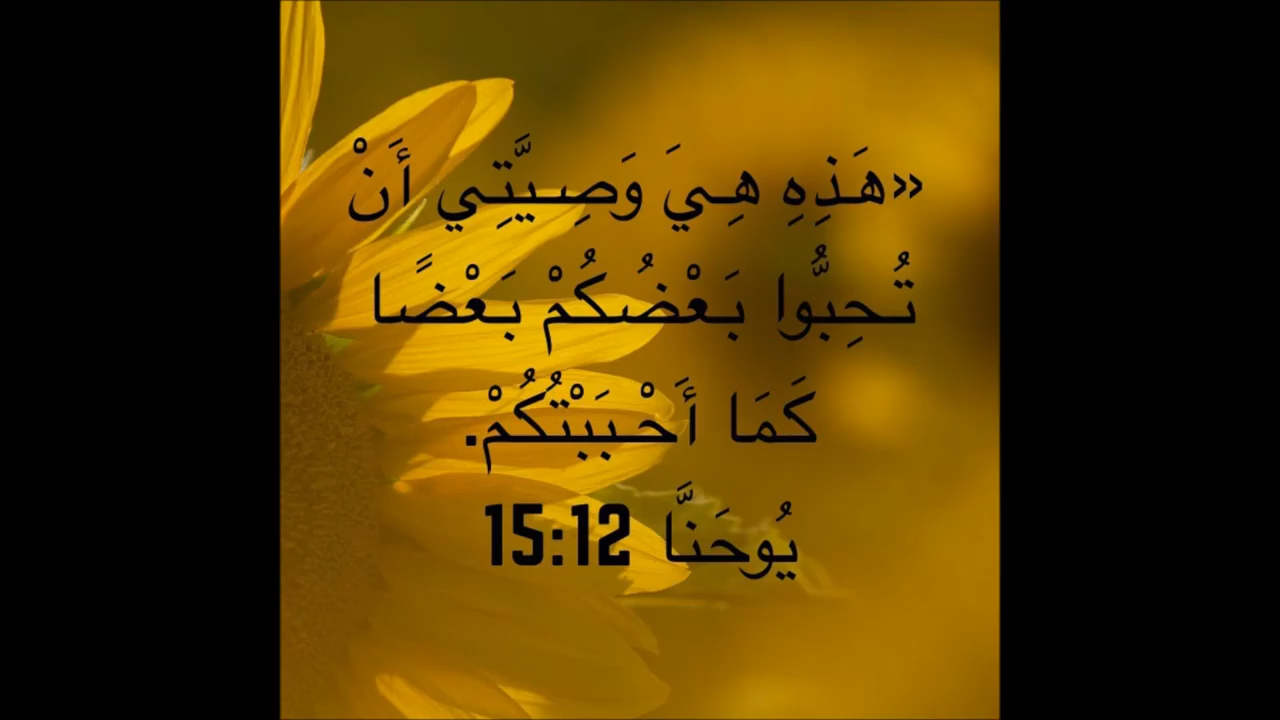 «هَذِهِ هِيَ وَصِيَّتِي أَنْ
تُحِبُّوا بَعْضُكُمْ بَعْضًا
كَمَا أَحْبَبْتُكُمْ.
يُوحَنَّا 15:12